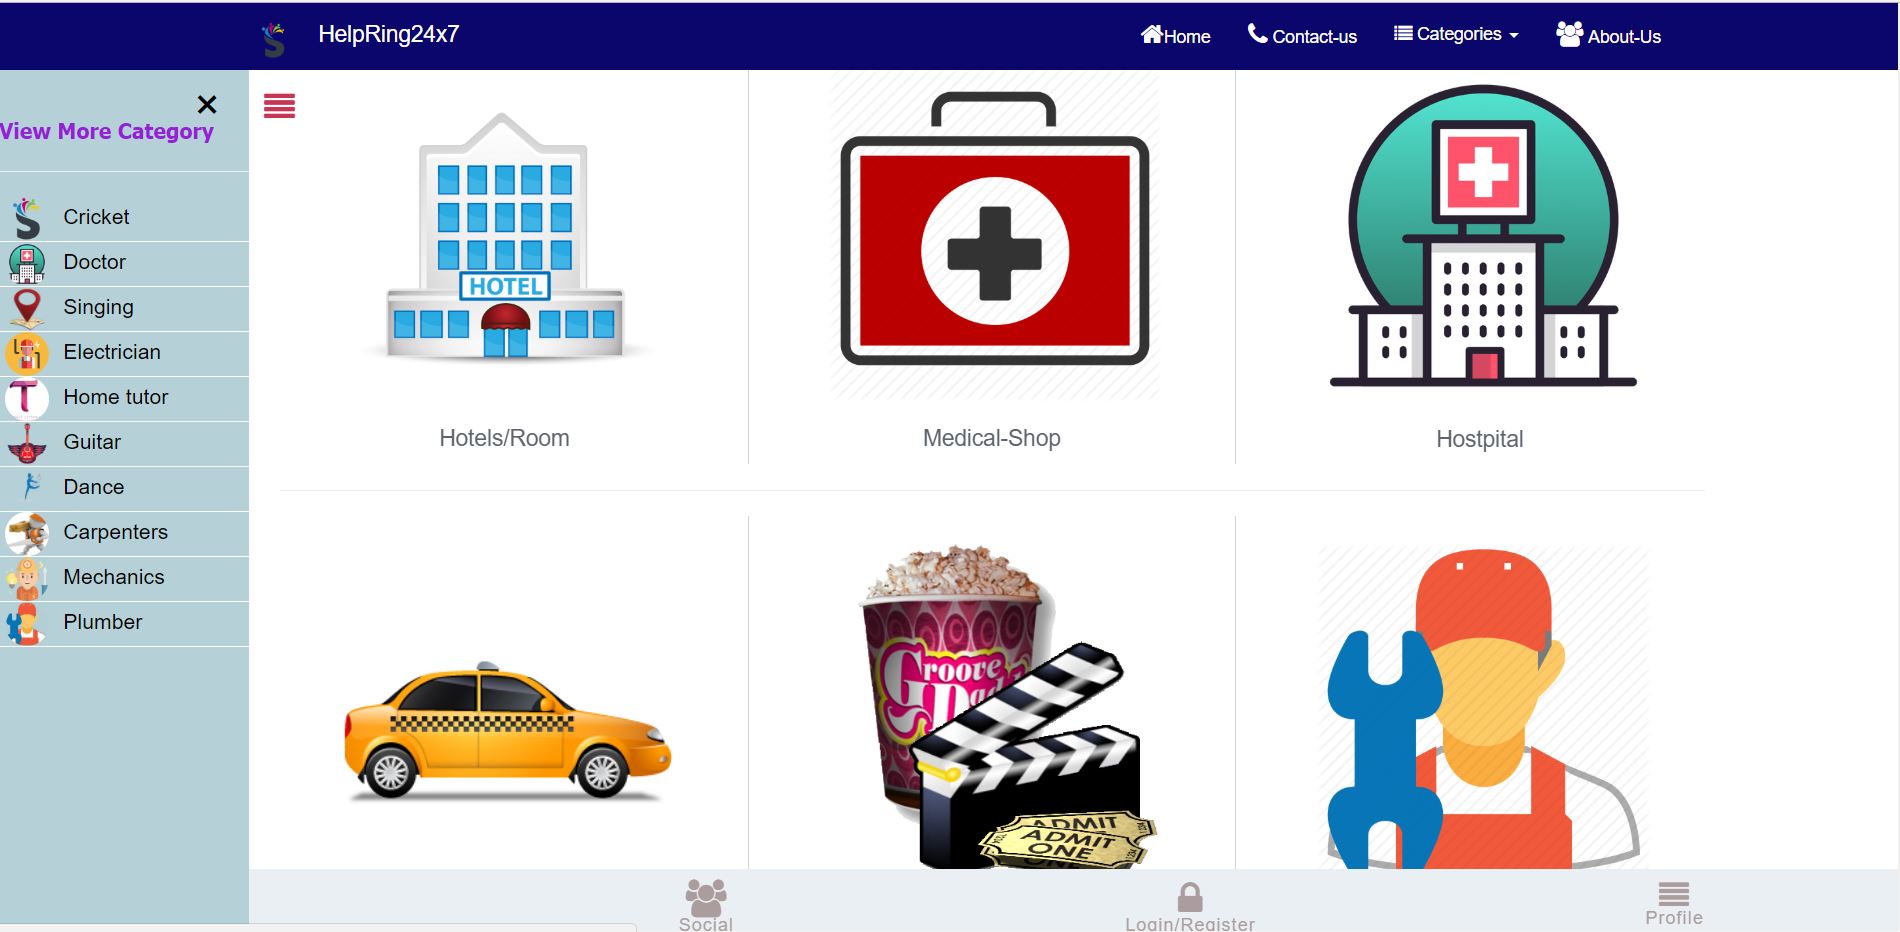 HelpRing24x7
Home
Contact-us
Categories
About-Us
View More Category
Cricket
Doctor
Singing
Electrician
Home tutor
Guitar
Dance
Carpenters
Mechanics
Plumber
HOTEL
Hotels/Room
Medical-Shop
Hostpital
Groove
ADMIT
ADMIT
ONE
Social
Login/Register
Profile